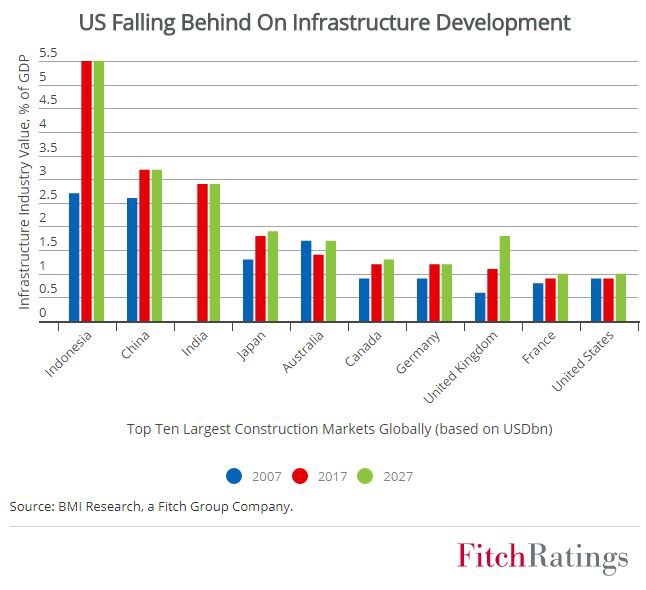 US Falling Behind On Infrastructure Development
Infrastructure Industry Value, % of GDP
5.5
5
4.5
4
3.5
3
2.5
2
1.5
1
0.5
0
Indonesia
China
India
Japan
Australia
Canada
Germany
United Kingdom
France
United States
Top Ten Largest Construction Markets Globally (based on USDbn)
2007 2017 2027
Source: BMI Research, a Fitch Group Company.
FitchRatings